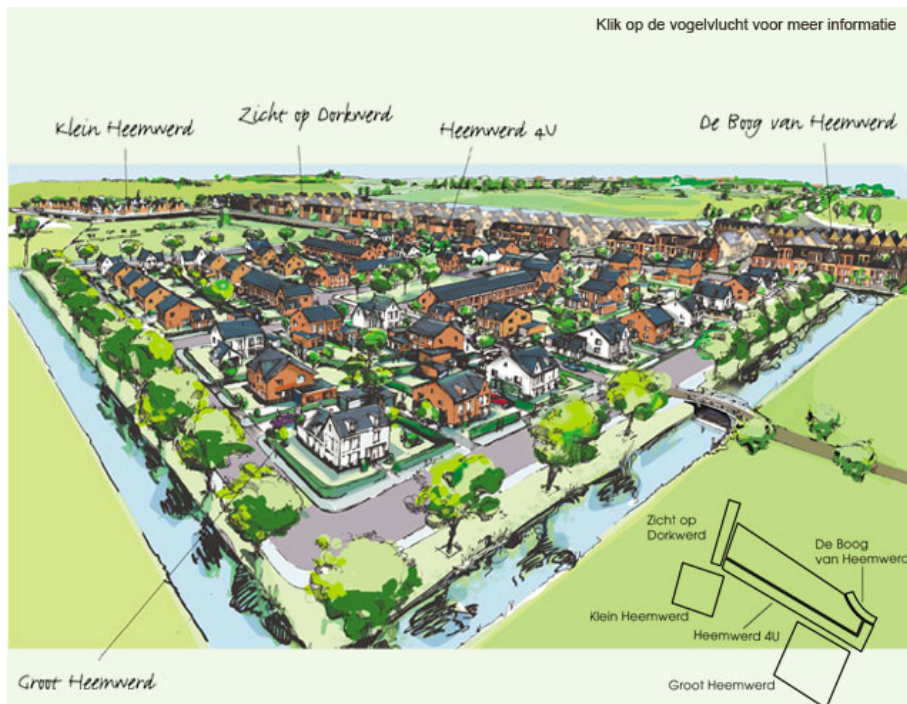 Klik op de vogelvlucht voor meer informatie
Klein Heemwerd
Zicht op Dorkwerd
Heemwerd 4U
De Boog van Heemwerd
Zicht op
Dorkwerd
De Boog
van Heemwerd
Klein Heemwerd
Heemwerd 4U
Groot Heemwerd
Groot Heemwerd